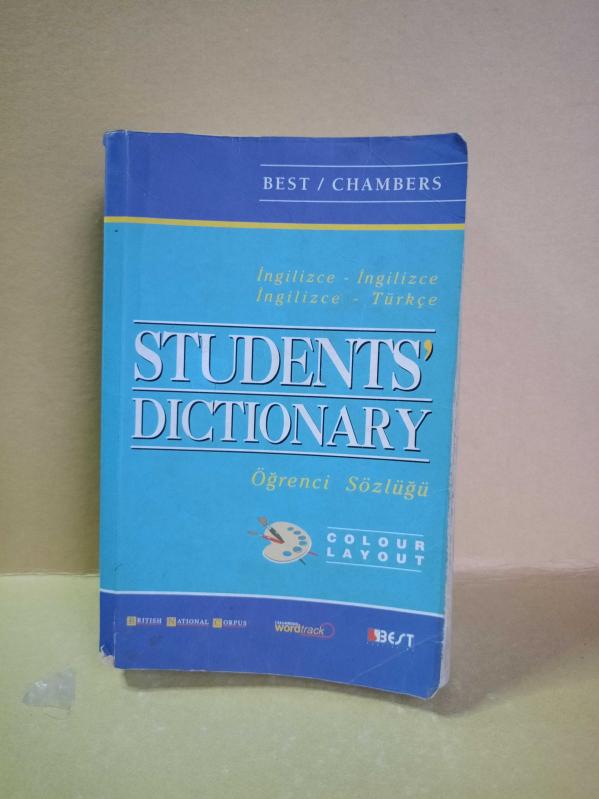 BEST / CHAMBERS
İngilizce - İngilizce
İngilizce - Türkçe
STUDENTS'
DICTIONARY
Öğrenci Sözlüğü
COLOUR
LAYOUT
BRITISH NATIONAL CORPUS
wordtrack
BEST